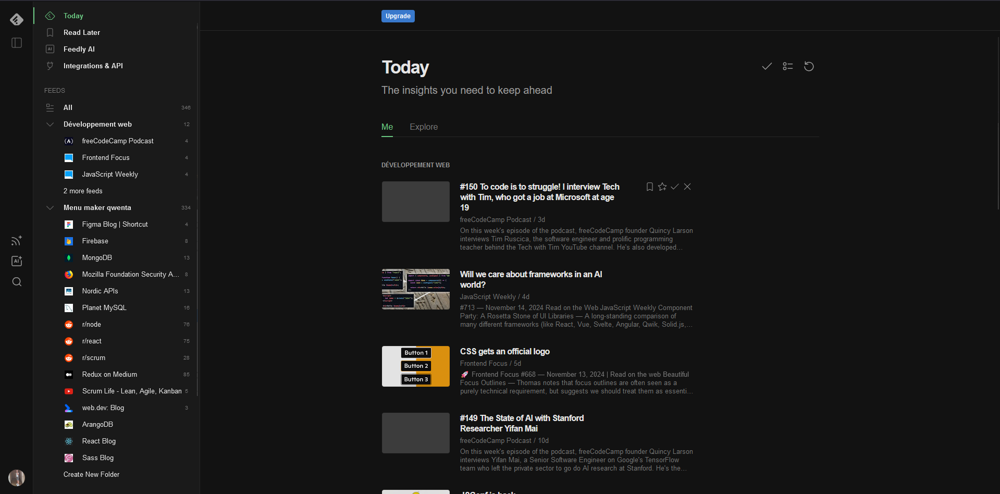 Today
Read Later
AI
Feedly AI
Integrations & API
FEEDS
All 346
Développement web 12
freeCodeCamp Podcast 4
Frontend Focus 4
JavaScript Weekly 4
2 more feeds
Menu maker qwenta 334
Figma Blog | Shortcut 4
Firebase 8
MongoDB 13
Mozilla Foundation Security A... 8
Nordic APIs 13
Planet MySQL 16
r/node 76
r/react 75
r/scrum 28
Redux on Medium 85
Scrum Life - Lean, Agile, Kanban 5
web.dev: Blog 3
ArangoDB
React Blog
Sass Blog
Create New Folder
AI
Upgrade
Today
The insights you need to keep ahead
Me Explore
DÉVELOPPEMENT WEB
#150 To code is to struggle! I interview Tech
with Tim, who got a job at Microsoft at age
19
freeCodeCamp Podcast / 3d
On this week's episode of the podcast, freeCodeCamp founder Quincy Larson
interviews Tim Ruscica, the software engineer and prolific programming
teacher behind the Tech with Tim YouTube channel. He's also developed...
Will we care about frameworks in an AI
world?
JavaScript Weekly / 4d
#713 — November 14, 2024 Read on the Web JavaScript Weekly Component
Party: A Rosetta Stone of UI Libraries — A long-standing comparison of
many different frameworks (like React, Vue, Svelte, Angular, Qwik, Solid.js,...
Button 1
Button 2
Button 3
CSS gets an official logo
Frontend Focus / 5d
🚀 Frontend Focus #668 — November 13, 2024 | Read on the web Beautiful
Focus Outlines — Thomas notes that focus outlines are often seen as a
purely technical requirement, but suggests we should treat them as essenti...
#149 The State of AI with Stanford
Researcher Yifan Mai
freeCodeCamp Podcast / 10d
On this week's episode of the podcast, freeCodeCamp founder Quincy Larson
interviews Yifan Mai, a Senior Software Engineer on Google's TensorFlow
team who left the private sector to go do AI research at Stanford. He's the...